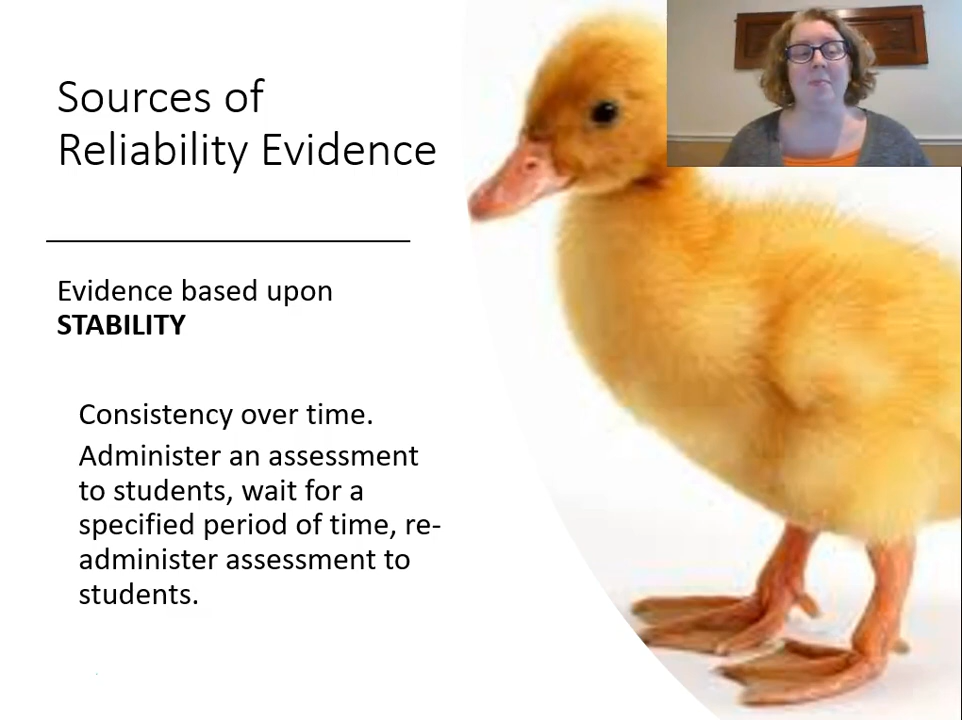 Sources of
Reliability Evidence
Evidence based upon
STABILITY
Consistency over time.
Administer an assessment
to students, wait for a
specified period of time, re-
administer assessment to
students.